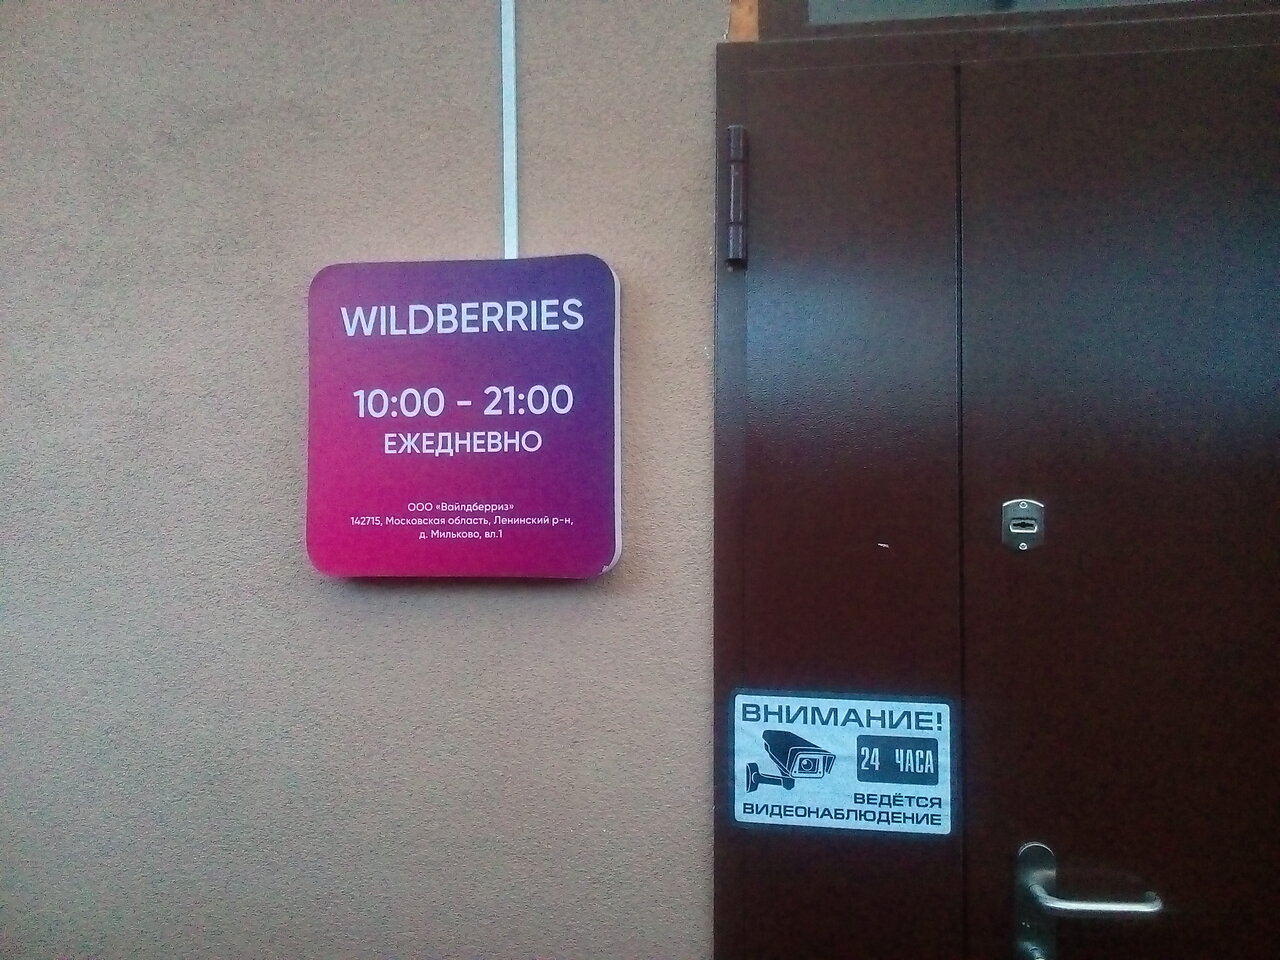 WILDBERRIES
10:00 - 21:00
ЕЖЕДНЕВНО
ООО «Вайлдберриз»
142715, Московская область, Ленинский р-н,
д. Мильково, вл.1
ВНИМАНИЕ!
24 ЧАСА
ВЕДЁТСЯ
ВИДЕОНАБЛЮДЕНИЕ